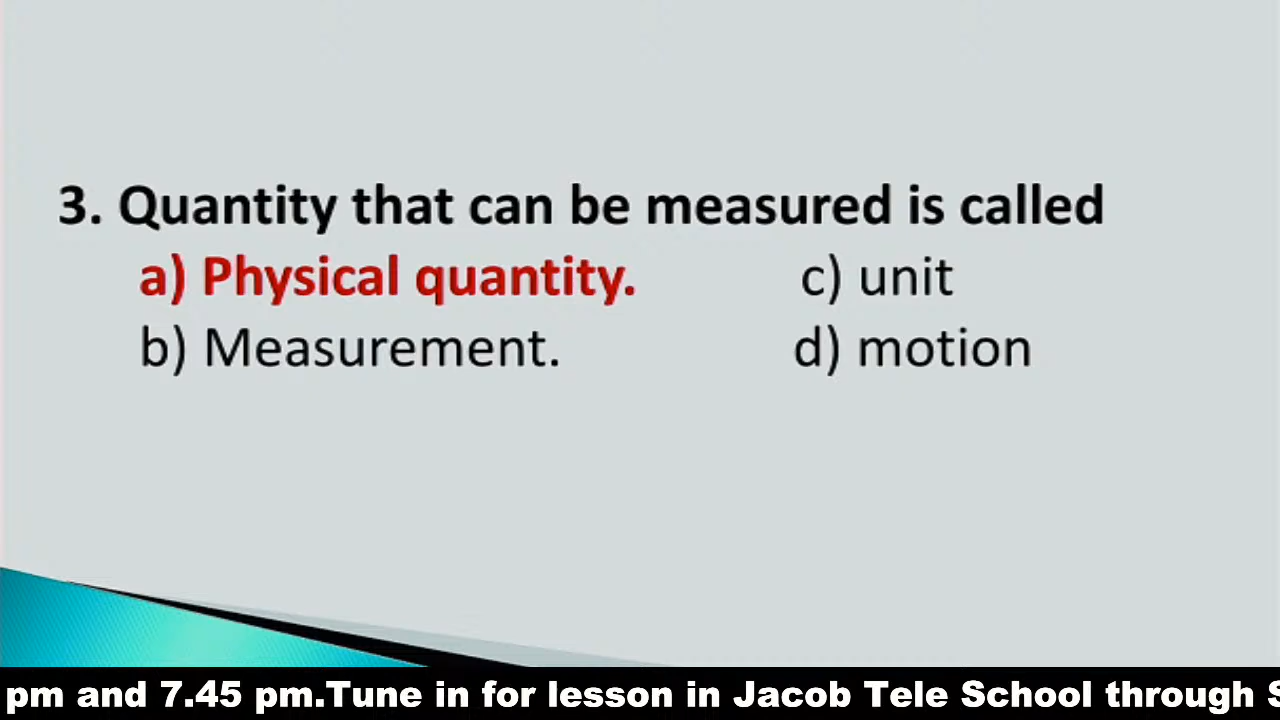 3. Quantity that can be measured is called
a) Physical quantity. c) unit
b) Measurement. d) motion
pm and 7.45 pm.Tune in for lesson in Jacob Tele School through